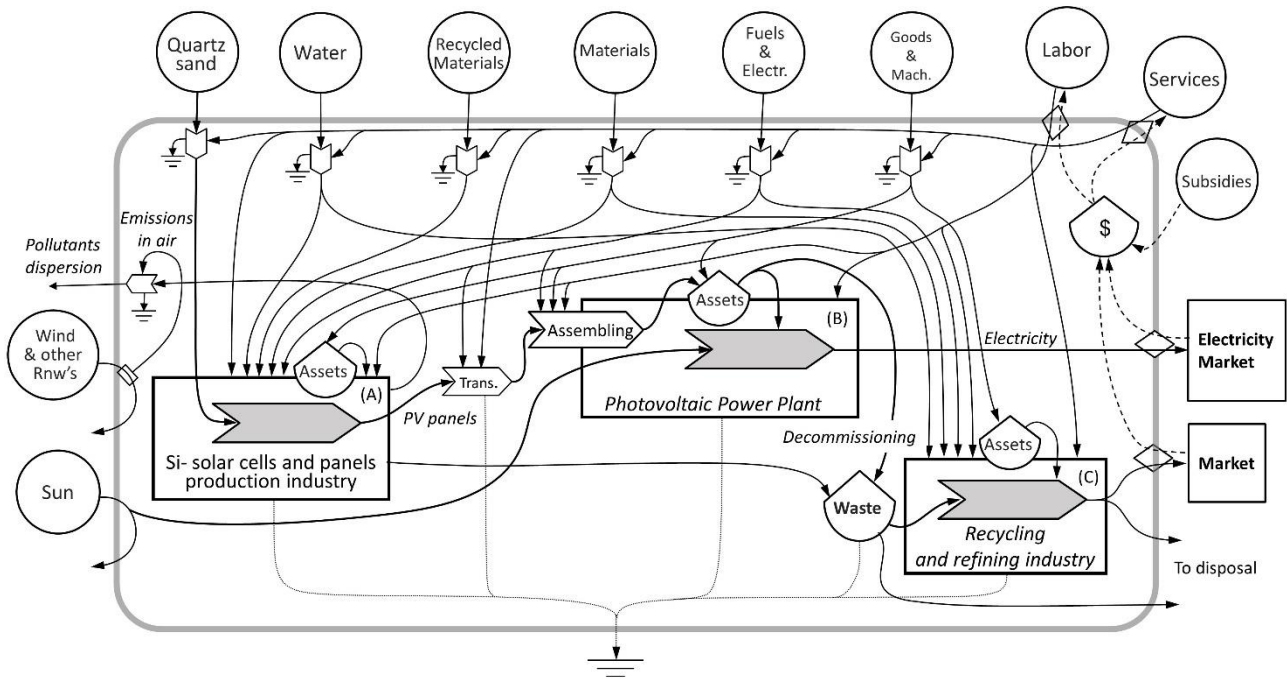 Quartz
sand
Water
Recycled
Materials
Materials
Fuels
&
Electr.
Goods
&
Mach.
Labor
Services
Subsidies
$
Emissions
in air
Pollutants
dispersion
Wind
& other
Rnw's
Sun
Assets
(A)
Si- solar cells and panels
production industry
PV panels
Trans.
Assembling
Assets
(B)
Photovoltaic Power Plant
Electricity
Electricity
Market
Market
Decommissioning
Waste
Assets
(C)
Recycling
and refining industry
To disposal